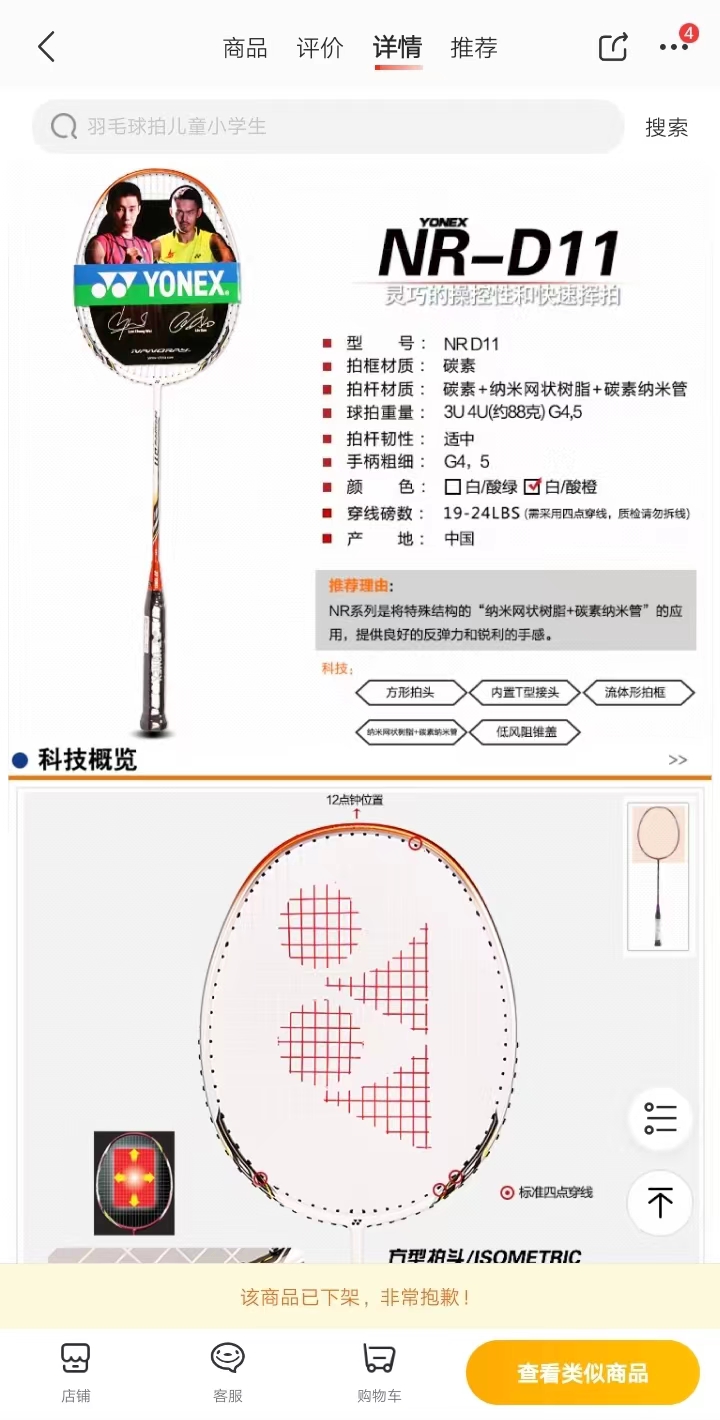 商品 评价 详情 推荐
4
羽毛球拍儿童小学生
搜索
YONEX
NR-D11
灵巧的操控性和快速挥拍
YONEX®
NANORAY
型 号： NR D11
拍框材质： 碳素
拍杆材质： 碳素+纳米网状树脂+碳素纳米管
球拍重量： 3U 4U(约88克) G4,5
拍杆韧性： 适中
手柄粗细： G4，5
颜 色： 白/酸绿 白/酸橙
穿线磅数： 19-24LBS (需采用四点穿线，质检请勿拆线)
产 地： 中国
推荐理由:
NR系列是将特殊结构的“纳米网状树脂+碳素纳米管”的应
用，提供良好的反弹力和锐利的手感。
科技：
方形拍头 内置T型接头 流体形拍框
纳米网状树脂+碳素纳米管 低风阻锥盖
科技概览 >>
12点钟位置
标准四点穿线
方型拍头/ISOMETRIC
该商品已下架，非常抱歉！
店铺 客服 购物车
查看类似商品